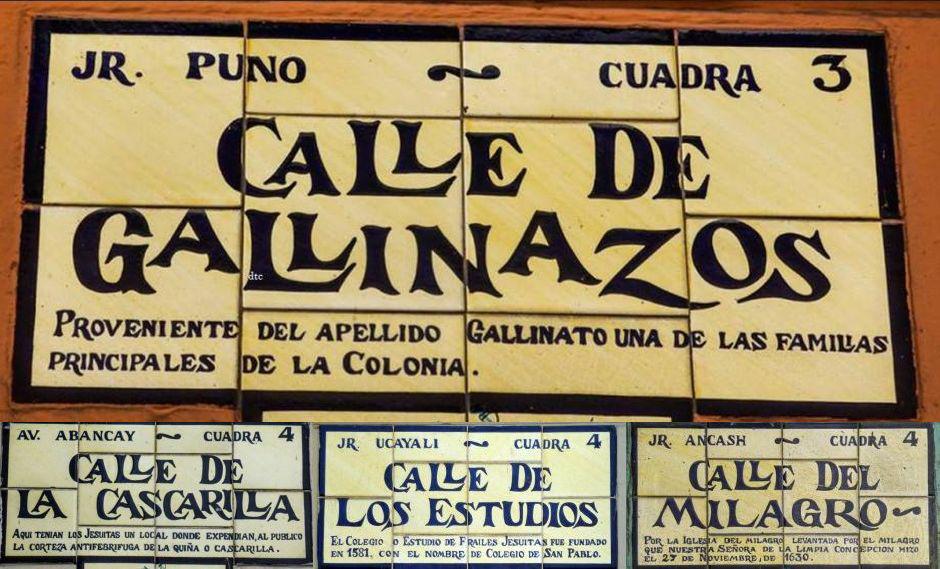 JR. PUNO ~ CUADRA 3
CALLE DE
GALLINAZOS
dtc
PROVENIENTE DEL APELLIDO GALLINATO UNA DE LAS FAMILIAS
PRINCIPALES DE LA COLONIA.
AV. ABANCAY ~ CUADRA 4
CALLE DE
LA CASCARILLA
AQUI TENIAN LOS JESUITAS UN LOCAL DONDE EXPENDIAN, AL PUBLICO
LA CORTEZA ANTIFEBRIFUGA DE LA QUIÑA O CASCARILLA.
JR. UCAYALI ~ CUADRA 4
CALLE DE
LOS ESTUDIOS
EL COLEGIO O ESTUDIO DE FRAILES JESUITAS FUE FUNDADO
EN 1581, CON EL NOMBRE DE COLEGIO DE SAN PABLO.
JR. ANCASH ~ CUADRA 4
CALLE DEL
MILAGRO~
POR LA IGLESIA DEL MILAGRO LEVANTADA POR EL MILAGRO
QUE NUESTRA SEÑORA DE LA LIMPIA CONCEPCION HIZO
EL 27 DE NOVIEMBRE, DE 1630.